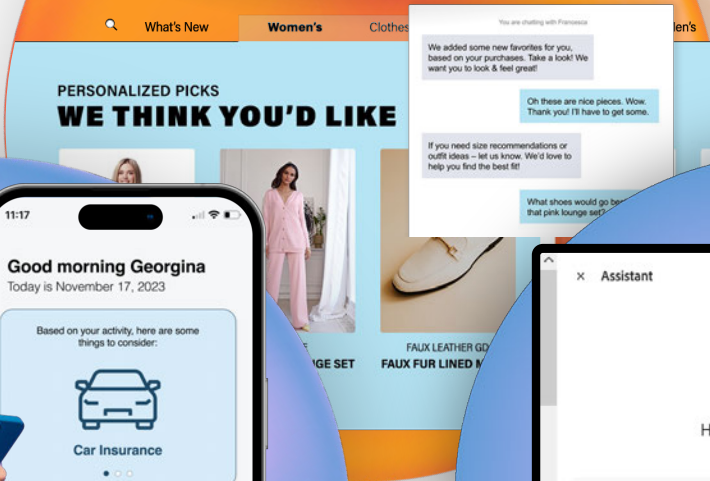 What's New
Women's
Clothes
en's
PERSONALIZED PICKS
WE THINK YOU'D LIKE
You are chatting with Francesca
We added some new favorites for you,
based on your purchases. Take a look! We
want you to look & feel great!
Oh these are nice pieces. Wow.
Thank you! I'll have to get some.
If you need size recommendations or
outfit ideas – let us know. We'd love to
help you find the best fit!
What shoes would go
that pink lounge set?
GE SET
FAUX LEATHER
FAUX FUR LINED
11:17
Good morning Georgina
Today is November 17, 2023
Based on your activity, here are some
things to consider:
Car Insurance
× Assistant
H